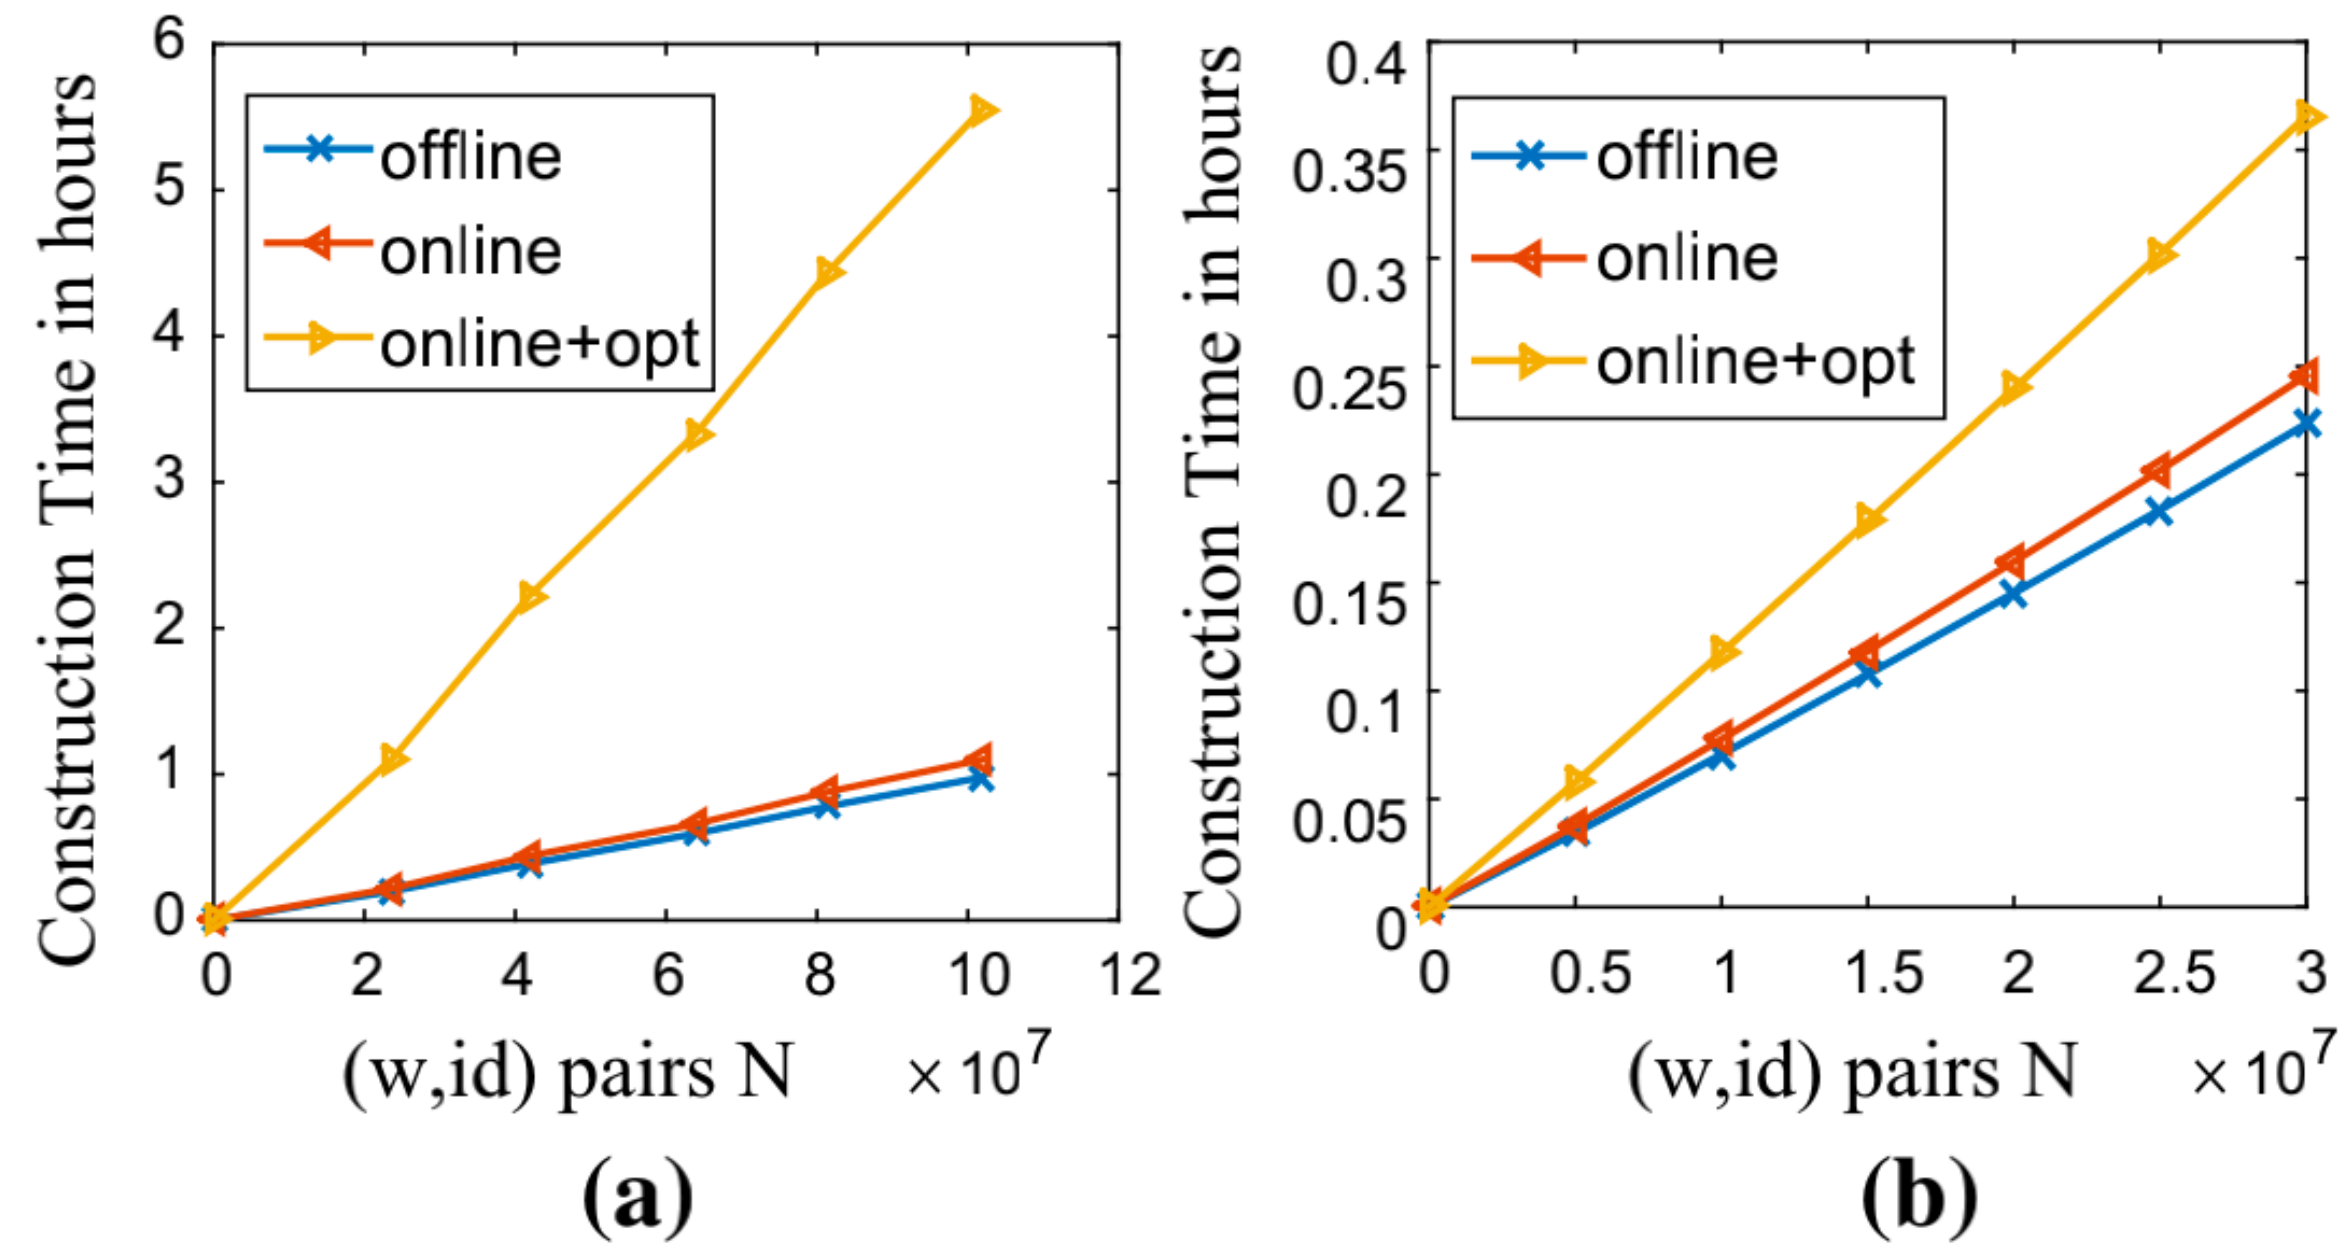 Construction Time in hours
6
5
4
3
2
1
0
offline
online
online+opt
0 2 4 6 8 10 12
(w,id) pairs N ×10^7
(a)
Construction Time in hours
0.4
0.35
0.3
0.25
0.2
0.15
0.1
0.05
0
offline
online
online+opt
0 0.5 1 1.5 2 2.5 3
(w,id) pairs N ×10^7
(b)